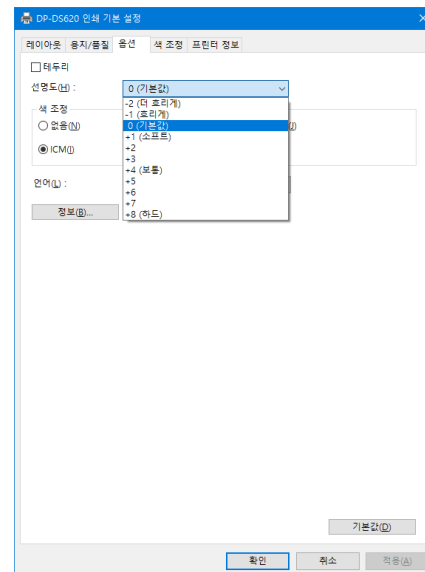 DP-DS620 인쇄 기본 설정
레이아웃 용지/품질 옵션 색 조정 프린터 정보
테두리
선명도(H) : 0 (기본값)
-2 (더 흐리게)
-1 (흐리게)
0 (기본값)
+1 (소프트)
+2
+3
+4 (보통)
+5
+6
+7
+8 (하드)
색 조정
없음(N)
ICM(I)
언어(L) :
정보(B)...
기본값(D)
확인 취소 적용(A)